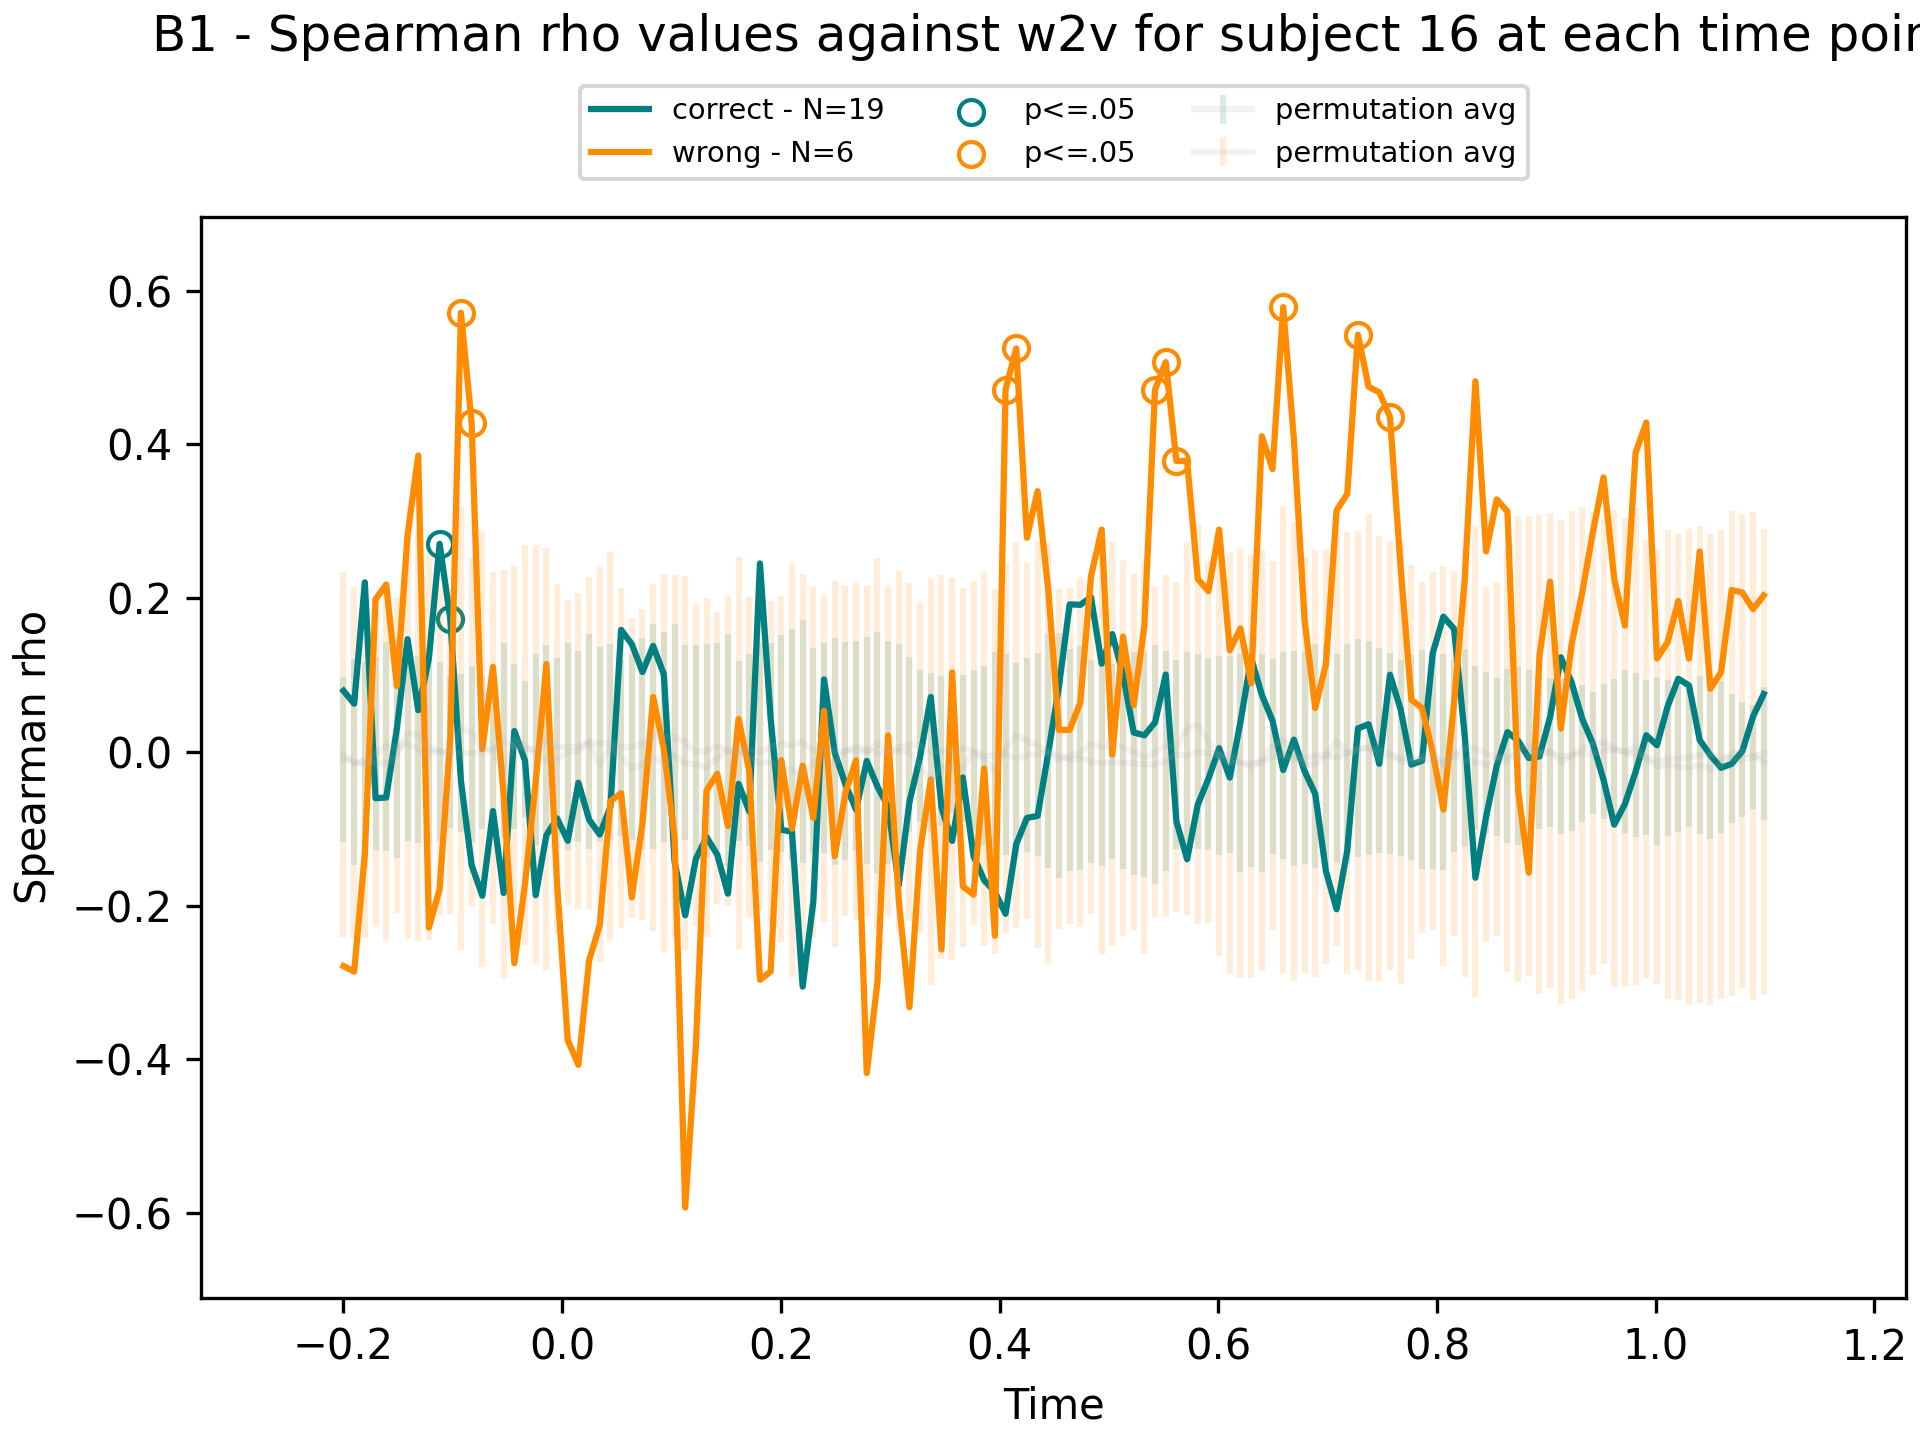 B1 - Spearman rho values against w2v for subject 16 at each time
correct - N=19
wrong - N=6
p<=.05
p<=.05
permutation avg
permutation avg
Spearman rho
0.6
0.4
0.2
0.0
−0.2
−0.4
−0.6
−0.2 0.0 0.2 0.4 0.6 0.8 1.0 1.2
Time